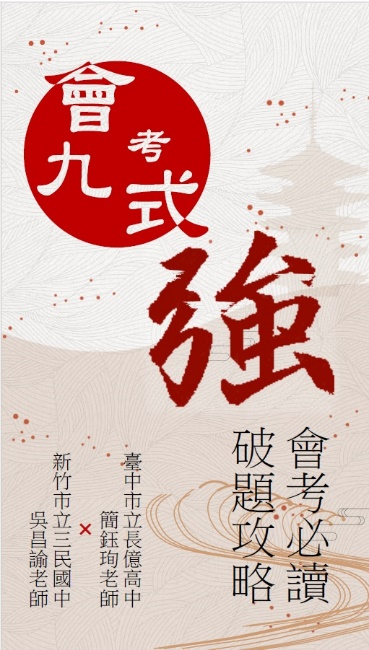 會考
九式
強
會考必讀
破題攻略
臺中市立長億高中
簡鈺珣老師
×
新竹市立三民國中
吳昌諭老師